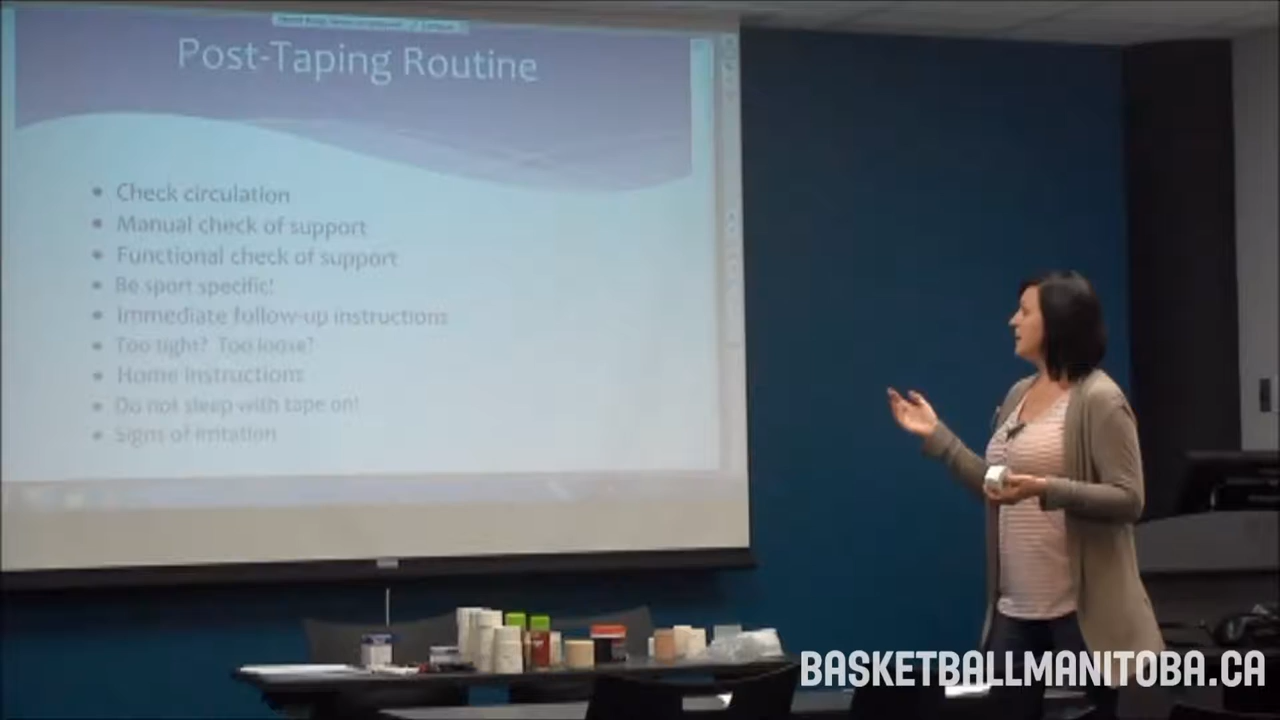 Post-Taping Routine
• Check circulation
• Manual check of support
• Functional check of support
• Be sport specific!
• Immediate follow-up instructions
• Too tight? Too loose?
• Home instructions
• Do not sleep with tape on!
• Signs of irritation
BASKETBALLMANITOBA.CA